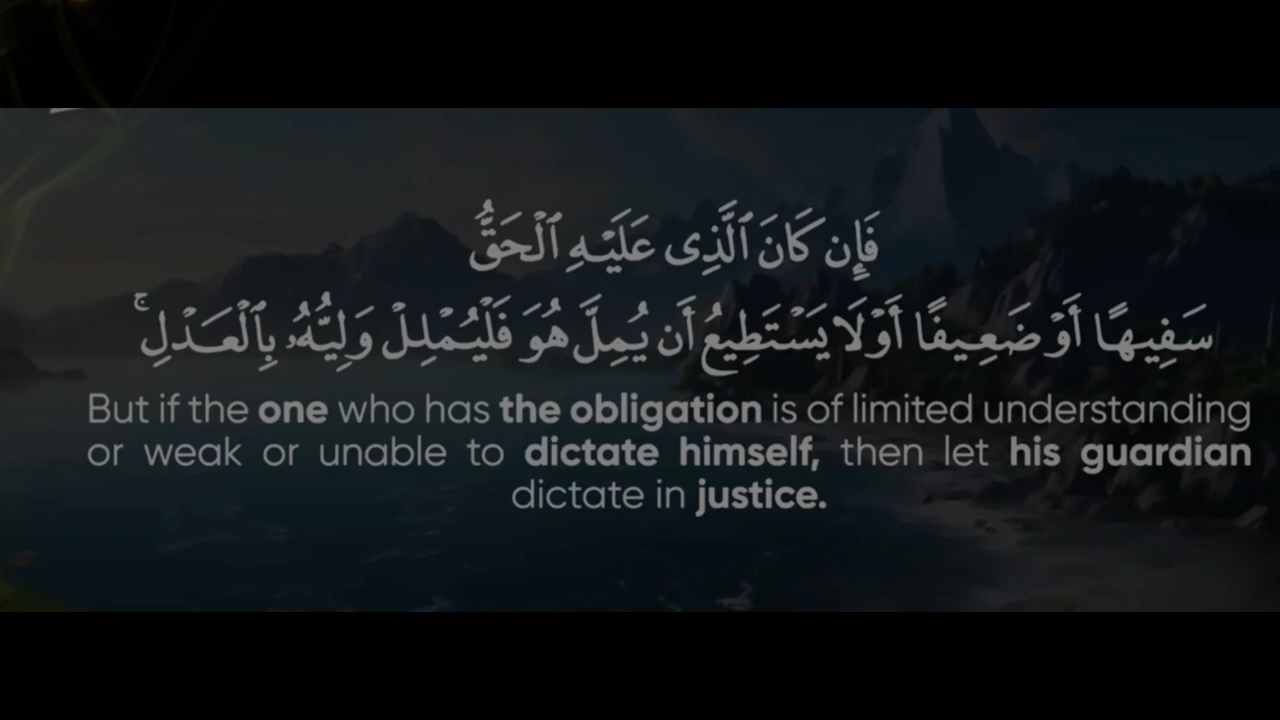 فَإِن كَانَ ٱلَّذِى عَلَيْهِ ٱلْحَقُّ
سَفِيهًا أَوْ ضَعِيفًا أَوْ لَا يَسْتَطِيعُ أَن يُمِلَّ هُوَ فَلْيُمْلِلْ وَلِيُّهُۥ بِٱلْعَدْلِ ۚ
But if the one who has the obligation is of limited understanding
or weak or unable to dictate himself, then let his guardian
dictate in justice.